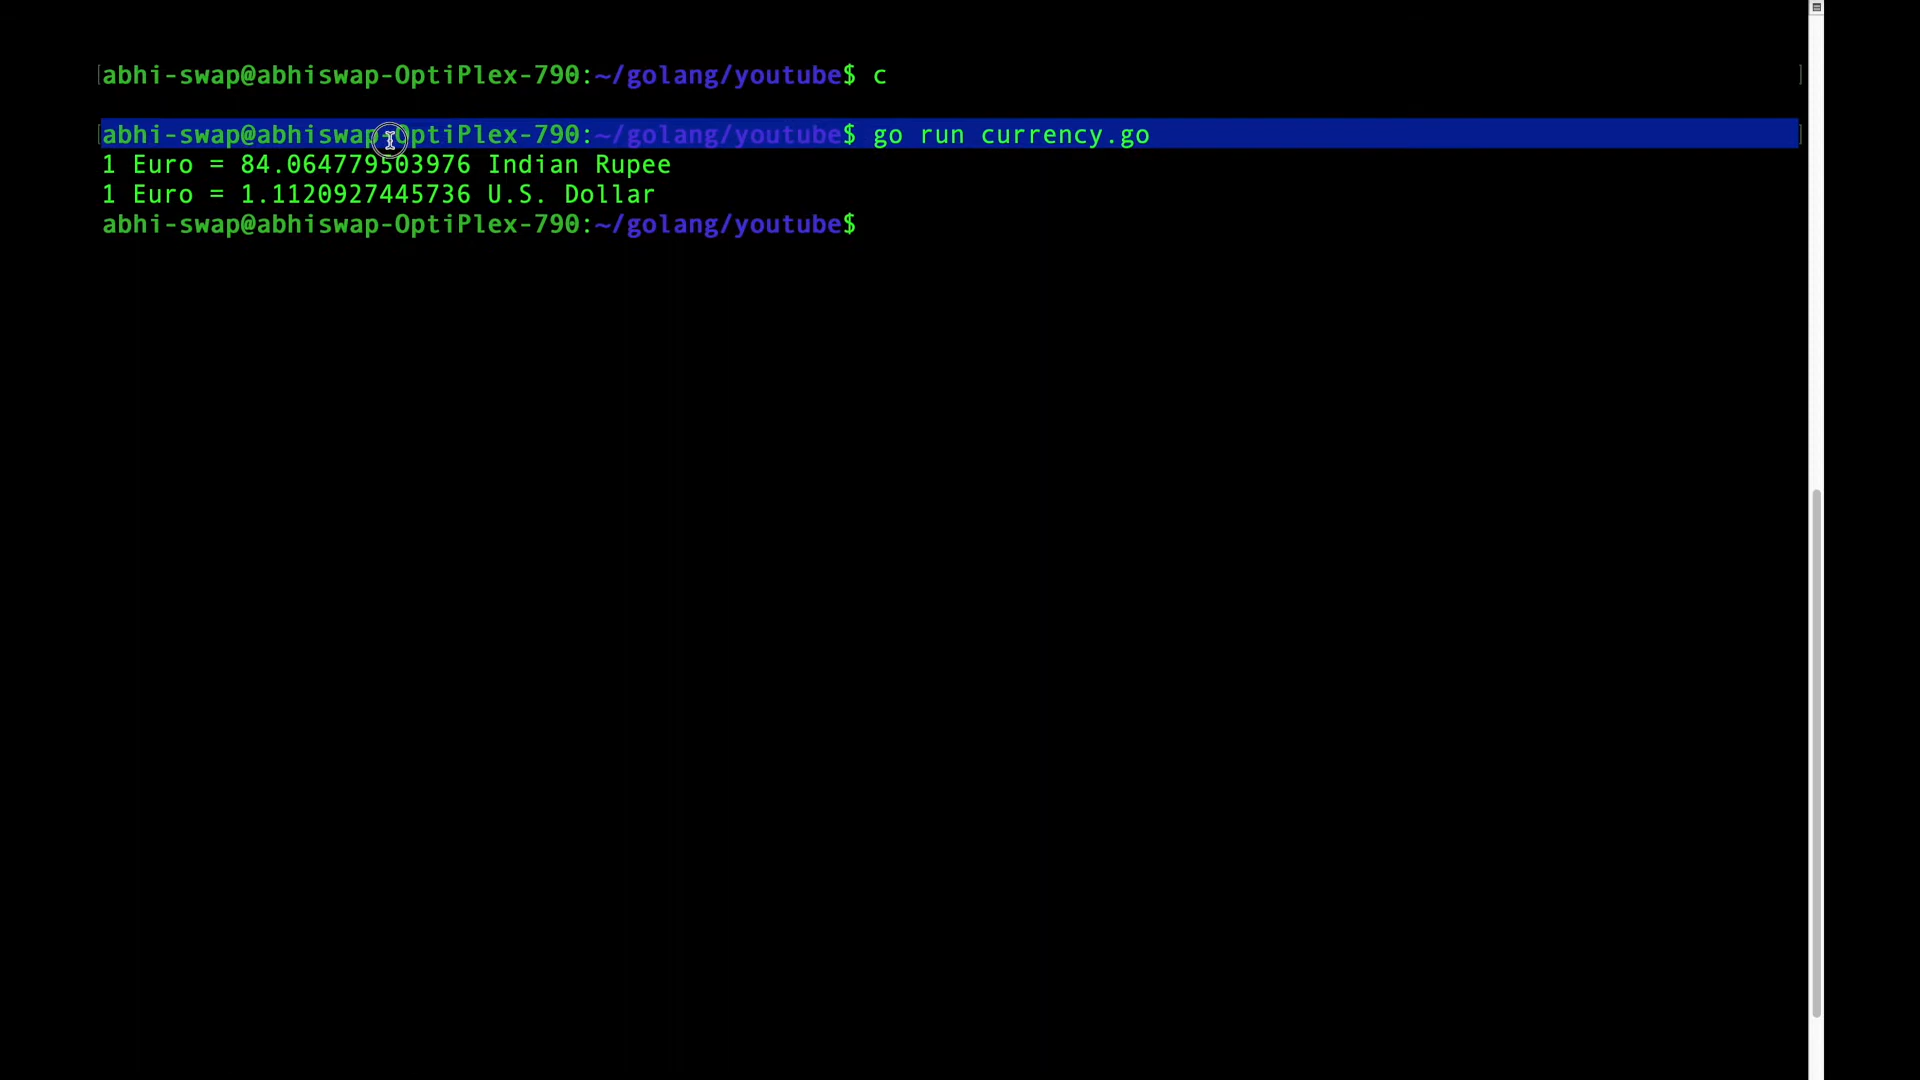 abhi-swap@abhiswap-OptiPlex-790:~/golang/youtube$ c
abhi-swap@abhiswap-OptiPlex-790:~/golang/youtube$ go run currency.go
1 Euro = 84.064779503976 Indian Rupee
1 Euro = 1.1120927445736 U.S. Dollar
abhi-swap@abhiswap-OptiPlex-790:~/golang/youtube$